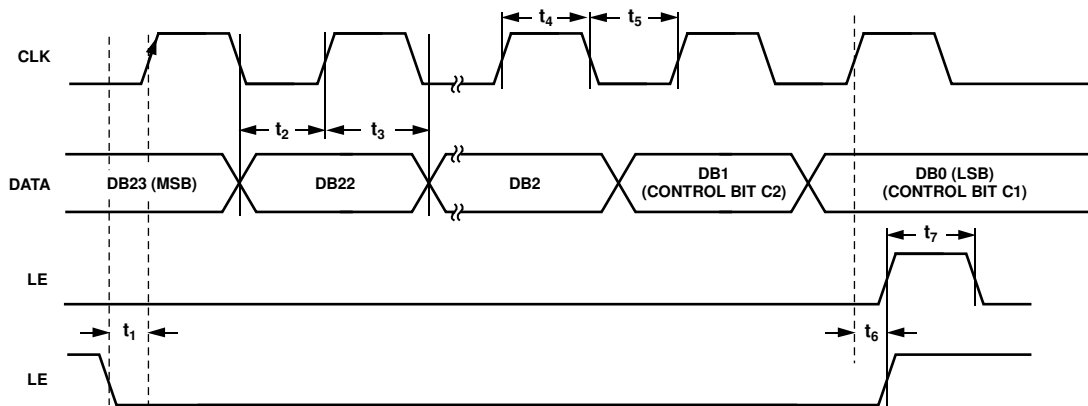 t4 t5
CLK
t2 t3
DATA DB23 (MSB) DB22 DB2 DB1 (CONTROL BIT C2) DB0 (LSB) (CONTROL BIT C1)
t7
LE
t1 t6
LE